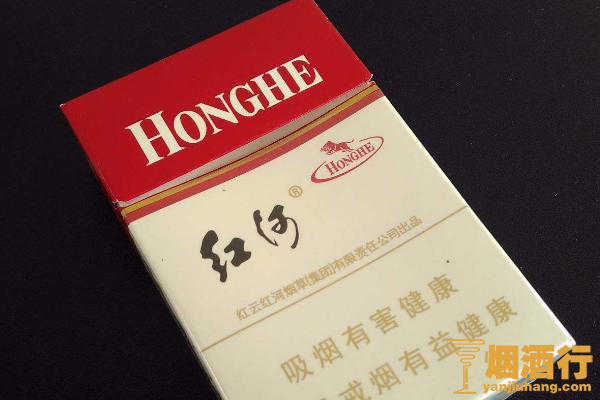 HONGHE
HONGHE
红河®
红云红河烟草(集团)有限责任公司出品
吸烟有害健康
戒烟有益健康
烟酒行
yanjiuhang.com